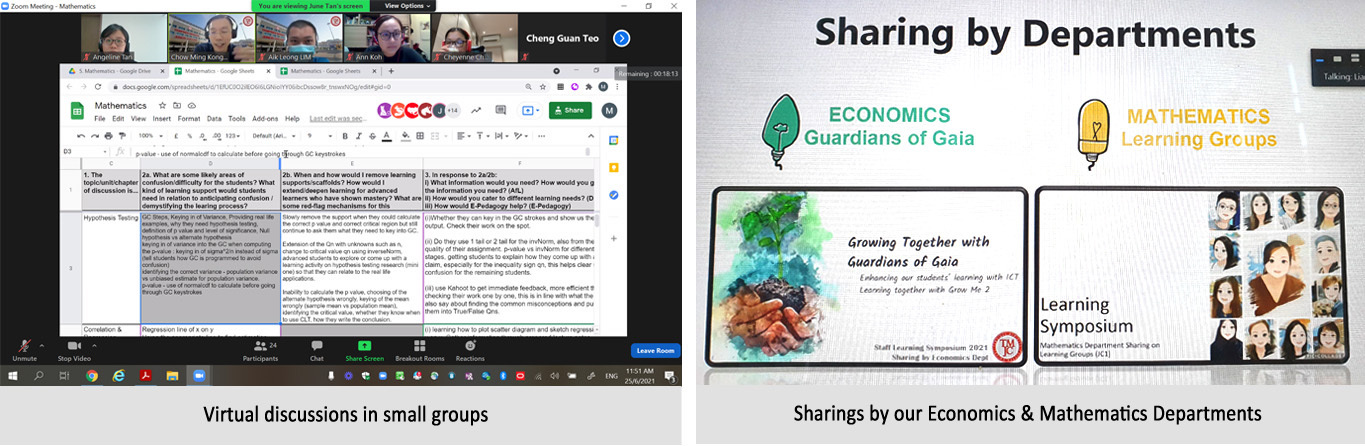 Zoom Meeting - Mathematics
You are viewing June Tan's screen
View Options
Angeline Tan
Chow Ming Kong...
Aik Leong LIM
Ann Koh
Cheng Guan Teo
5. Mathematics - Google Drive
Mathematics - Google Sheets
Mathematics - Google Sheets
Remaining : 00:18:13
Mathematics
File Edit View Insert Format Data Tools Add-ons Help Last edit was s...
+14
Share
M
100% $ % .0 .00 123 Default (Ari... 9 B I S A
D3
fx
p-value - use of normalcdf to calculate before going through GC keystrokes
C D E F
1
1. The
topic/unit/chapter
of discussion is...
2a. What are some likely areas of
confusion/difficulty for the students? What
kind of learning support would students
need in relation to anticipating confusion /
demystifying the learing process?
2b. When and how would I remove learning
supports/scaffolds? How would I
extend/deepen learning for advanced
learners who have shown mastery? What are
some red-flag mechanisms for this
3. In response to 2a/2b:
I) What information would you need? How would you g
the information you need? (AfL)
II) How would you cater to different learning needs? (D
III) How would E-Pedagogy help? (E-Pedagogy)
3
Hypothesis Testing
GC Steps, Keying in of Variance, Providing real life
examples, why they need hypothesis testing,
definition of p value and level of significance, Null
hypothesis vs alternate hypothesis
keying in of variance into the GC when computing
the p-value : keying in of sigma^2/n instead of sigma
(tell students how GC is programmed to avoid
confusion)
identifying the correct variance - population variance
vs unbiased estimate for population variance.
p-value - use of normalcdf to calculate before going
through GC keystrokes
Slowly remove the support when they could calculate
the correct p value and correct critical region but still
continue to ask them what they need to key into GC.
Extension of the Qn with unknowns such as n,
change to critical value qn using inverseNorm,
advanced students to explore or come up with a
learning activity on hypothesis testing research (mini
one) so that they can relate to the real life
applications.
Inability to calculate the p value, choosing of the
alternate hypothesis wrongly, keying of the mean
wrongly (sample mean vs population mean),
identifying the critical value, whether they know when
to use CLT, how they write the conclusion.
(i)Whether they can key in the GC strokes and show us the
output. Check their work on the spot.
(ii) Do they use 1 tail or 2 tail for the invNorm, also from the
quality of their assignment. p-value vs invNorm for different
stages. getting students to explain how they come up with a
claim, especially for the inequality sign qn, this helps clear
confusion for the remaining students.
(iii) use Kahoot to get immediate feedback, more efficient th
checking their work one by one, this is in line with what the
also say about finding the common misconceptions and pu
them into True/False Qns.
Correlation &
Regression line of x on y
(i) learning how to plot scatter diagram and sketch regressi
Unmute
Stop Video
24
Participants
Chat
Share Screen
Breakout Rooms
Reactions
Leave Room
ENG
11:51 AM
25/6/2021
Virtual discussions in small groups
Sharing by Departments
Talking: Lia
ECONOMICS
Guardians of Gaia
MATHEMATICS
Learning Groups
Growing Together with
Guardians of Gaia
Enhancing our students' learning with ICT
Learning together with Grow Me 2
Staff Learning Symposium 2021
Sharing by Economics Dept
TM
JC
Learning
Symposium
Mathematics Department Sharing on
Learning Groups (JC1)
Sharings by our Economics & Mathematics Departments